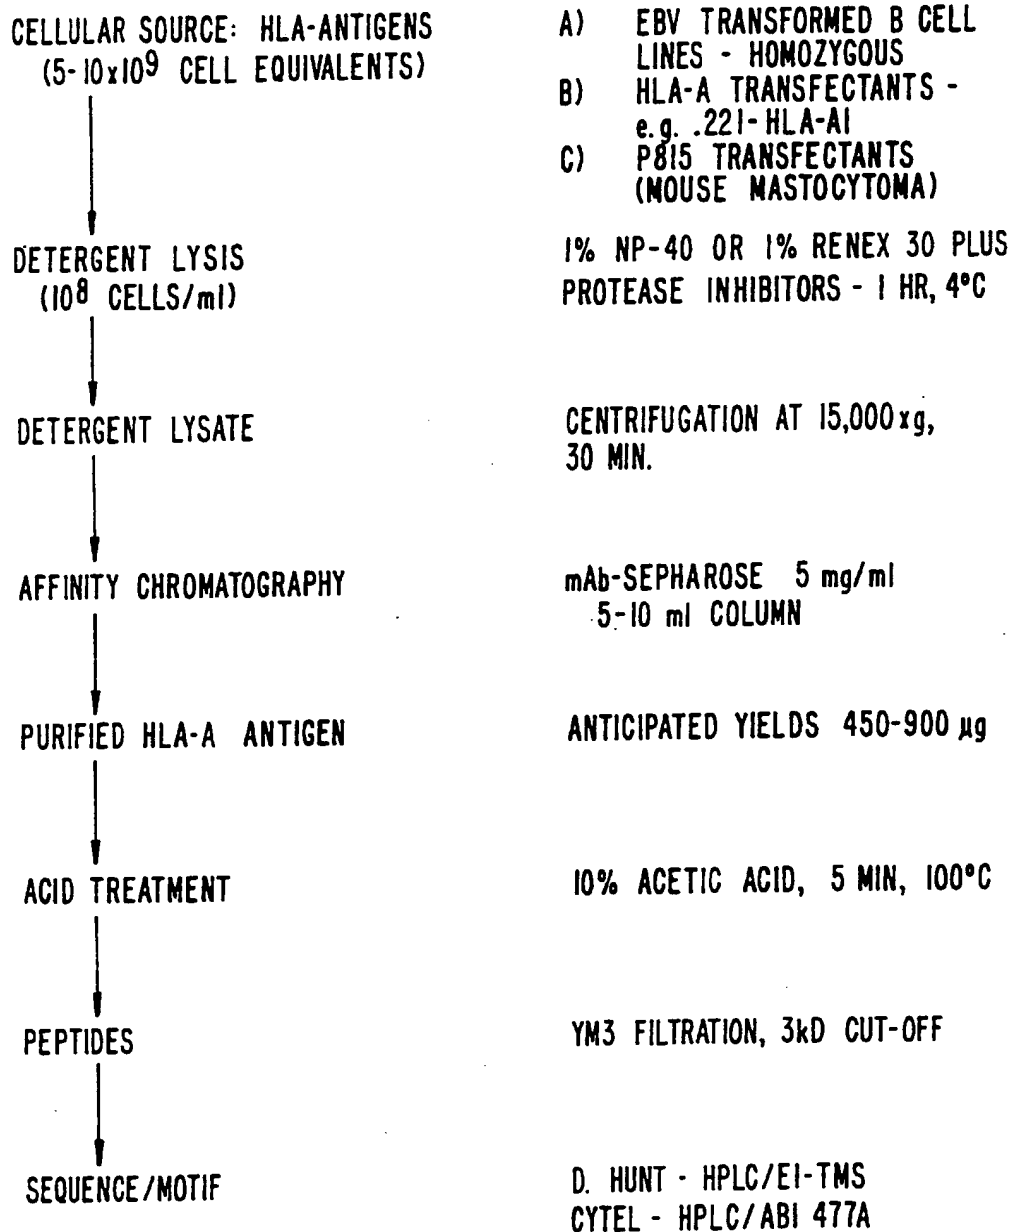 CELLULAR SOURCE: HLA-ANTIGENS
(5-10x10⁹ CELL EQUIVALENTS)
A) EBV TRANSFORMED B CELL
LINES - HOMOZYGOUS
B) HLA-A TRANSFECTANTS -
e.g. .221-HLA-A1
C) P815 TRANSFECTANTS
(MOUSE MASTOCYTOMA)
DETERGENT LYSIS
(10⁸ CELLS/ml)
1% NP-40 OR 1% RENEX 30 PLUS
PROTEASE INHIBITORS - 1 HR, 4°C
DETERGENT LYSATE
CENTRIFUGATION AT 15,000xg,
30 MIN.
AFFINITY CHROMATOGRAPHY
mAb-SEPHAROSE 5 mg/ml
5-10 ml COLUMN
PURIFIED HLA-A ANTIGEN
ANTICIPATED YIELDS 450-900 µg
ACID TREATMENT
10% ACETIC ACID, 5 MIN, 100°C
PEPTIDES
YM3 FILTRATION, 3kD CUT-OFF
SEQUENCE/MOTIF
D. HUNT - HPLC/EI-TMS
CYTEL - HPLC/ABI 477A